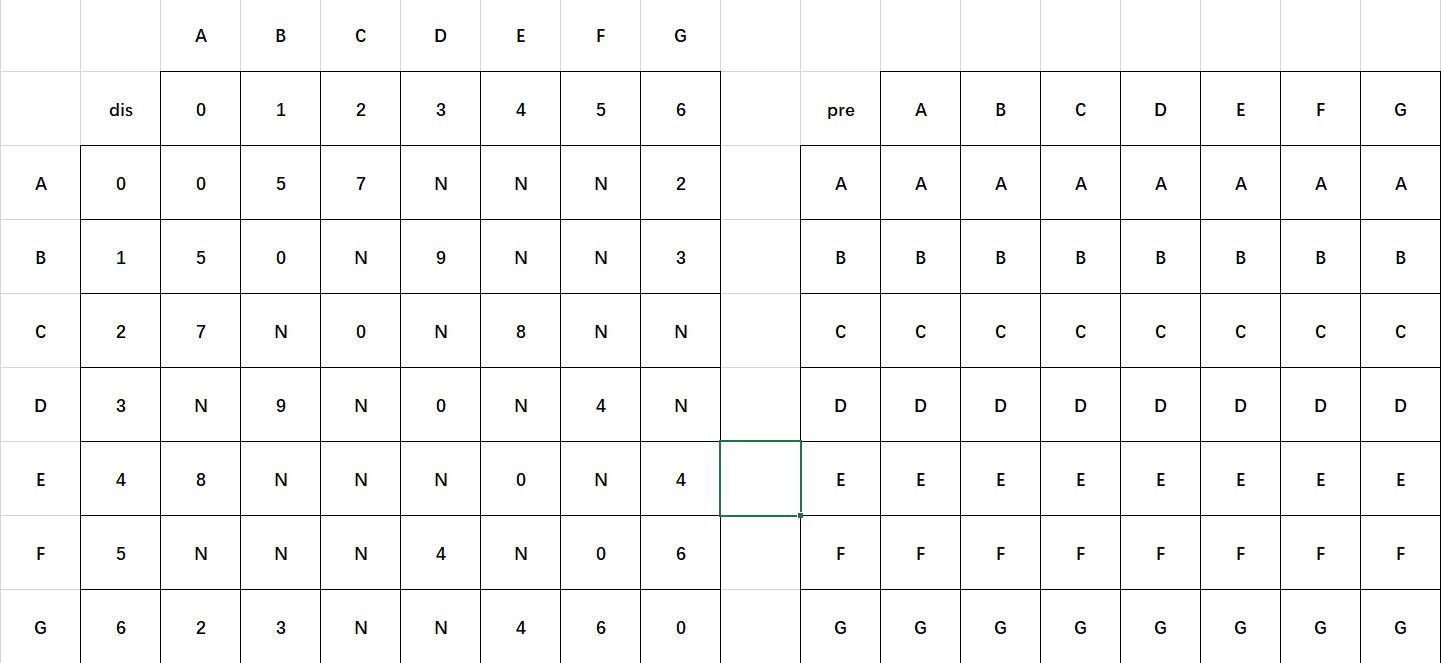 A B C D E F G
dis 0 1 2 3 4 5 6 pre A B C D E F G
A 0 0 5 7 N N N 2 A A A A A A A A
B 1 5 0 N 9 N N 3 B B B B B B B B
C 2 7 N 0 N 8 N N C C C C C C C C
D 3 N 9 N 0 N 4 N D D D D D D D D
E 4 8 N N N 0 N 4 E E E E E E E E
F 5 N N N 4 N 0 6 F F F F F F F F
G 6 2 3 N N 4 6 0 G G G G G G G G